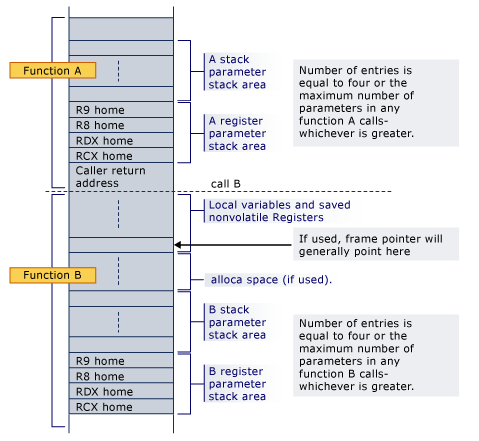 Function A
A stack
parameter
stack area
Number of entries is
equal to four or the
maximum number of
parameters in any
function A calls-
whichever is greater.
R9 home
R8 home
RDX home
RCX home
A register
parameter
stack area
Caller return
address
call B
Local variables and saved
nonvolatile Registers
If used, frame pointer will
generally point here
Function B
alloca space (if used).
B stack
parameter
stack area
Number of entries is
equal to four or the
maximum number of
parameters in any
function B calls-
whichever is greater.
R9 home
R8 home
RDX home
RCX home
B register
parameter
stack area